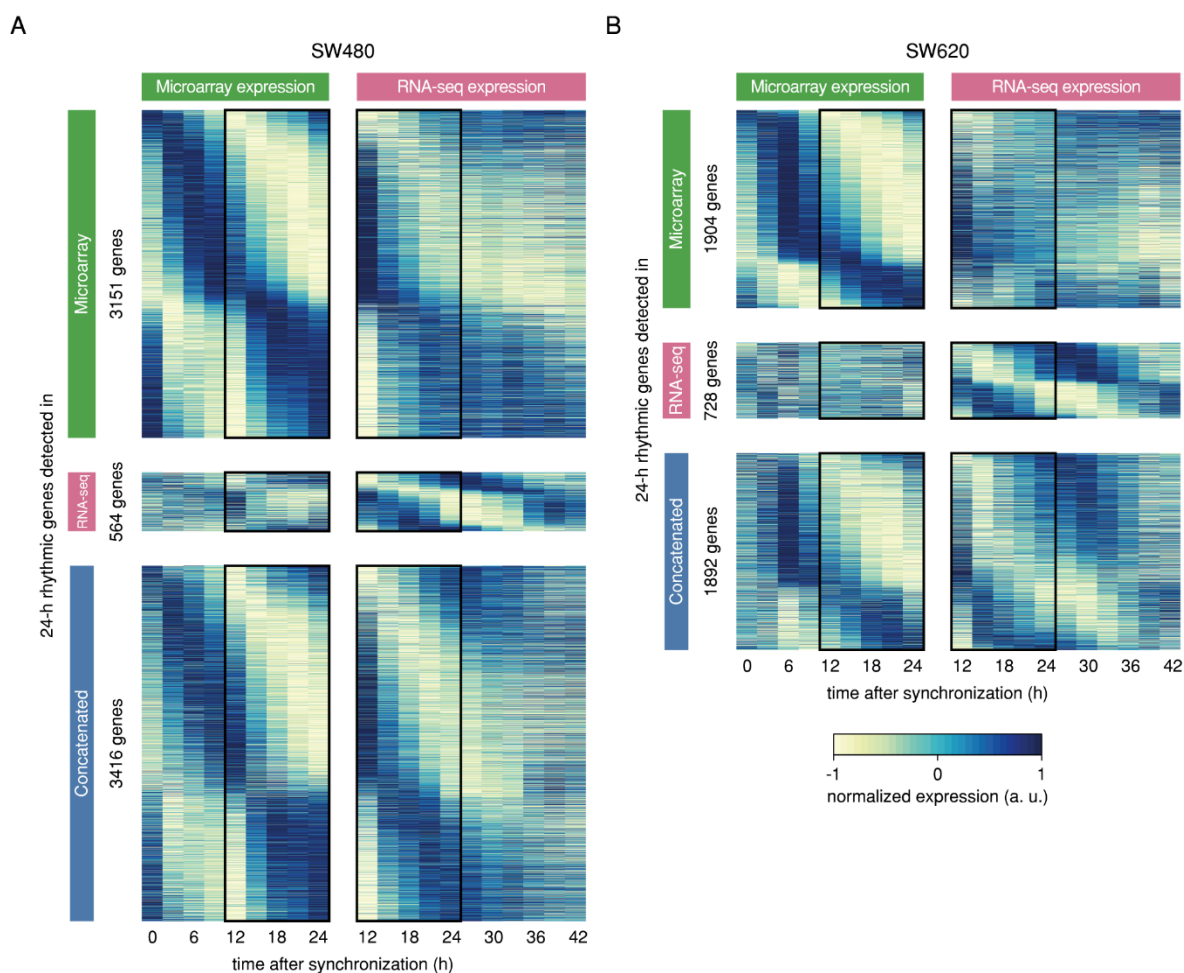 A
SW480
Microarray expression
RNA-seq expression
24-h rhythmic genes detected in
Microarray
3151 genes
RNA-seq
564 genes
Concatenated
3416 genes
0 6 12 18 24
12 18 24 30 36 42
time after synchronization (h)
B
SW620
Microarray expression
RNA-seq expression
24-h rhythmic genes detected in
Microarray
1904 genes
RNA-seq
728 genes
Concatenated
1892 genes
0 6 12 18 24
12 18 24 30 36 42
time after synchronization (h)
-1 0 1
normalized expression (a. u.)